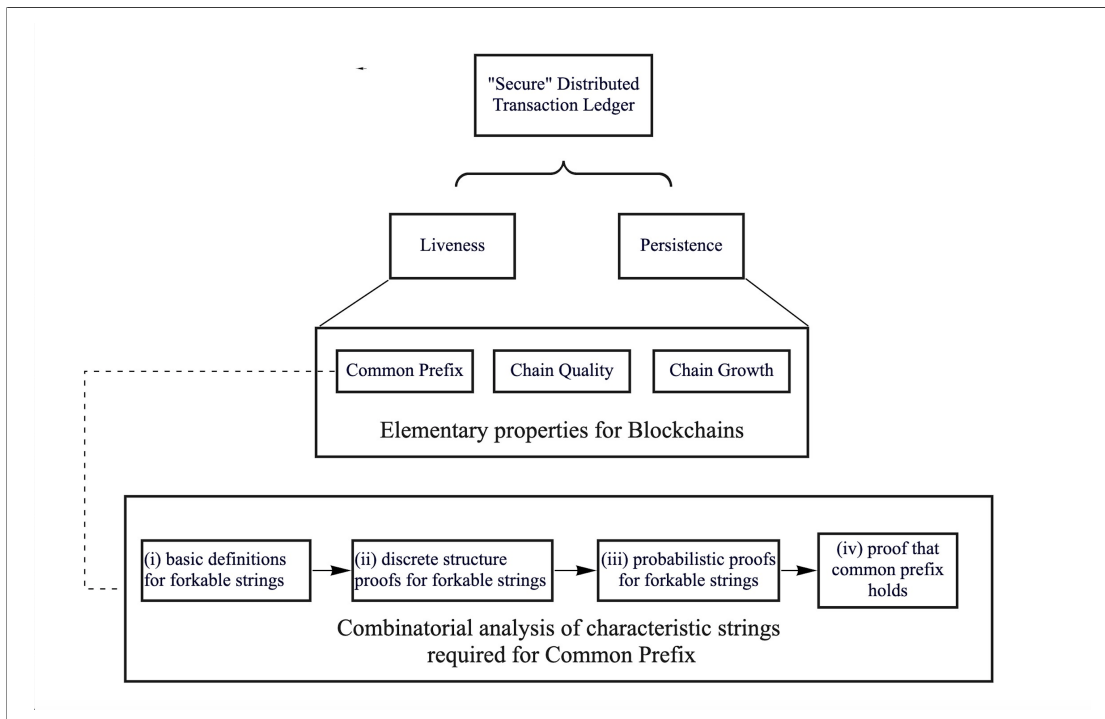 "Secure" Distributed
Transaction Ledger
Liveness
Persistence
Common Prefix
Chain Quality
Chain Growth
Elementary properties for Blockchains
(i) basic definitions
for forkable strings
(ii) discrete structure
proofs for forkable strings
(iii) probabilistic proofs
for forkable strings
(iv) proof that
common prefix
holds
Combinatorial analysis of characteristic strings
required for Common Prefix